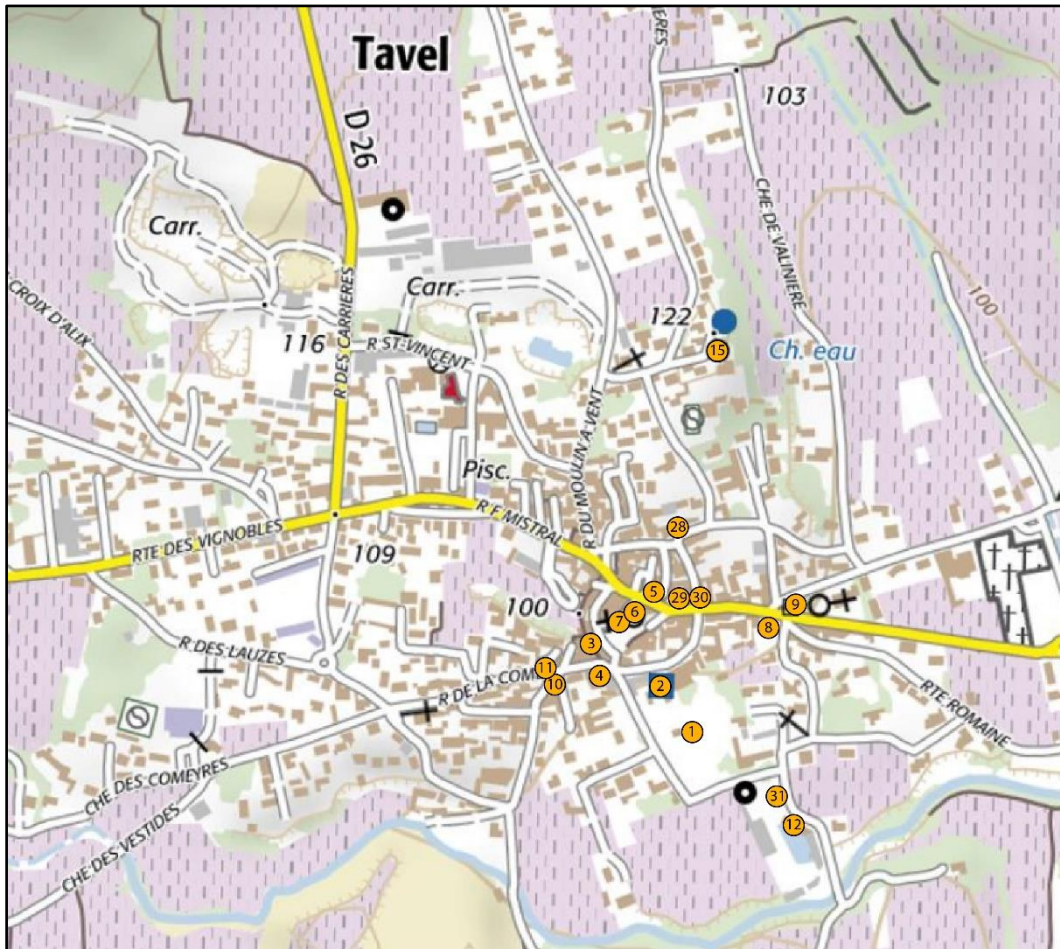 Tavel
ERES
103
D 26
Carr.
CHE DE VALINIERE
100
Carr.
CROIX D'ALIX
122
15
Ch. eau
116
R ST-VINCENT
R DES CARRIERES
R DU MOULIN A VENT
Pisc.
R F MISTRAL
28
RTE DES VIGNOBLES
109
100
5
29
30
9
6
7
8
3
R DES LAUZES
11
4
R DE LA COM
10
2
RTE ROMAINE
1
CHE DES COMEYRES
31
12
CHE DES VESTIDES